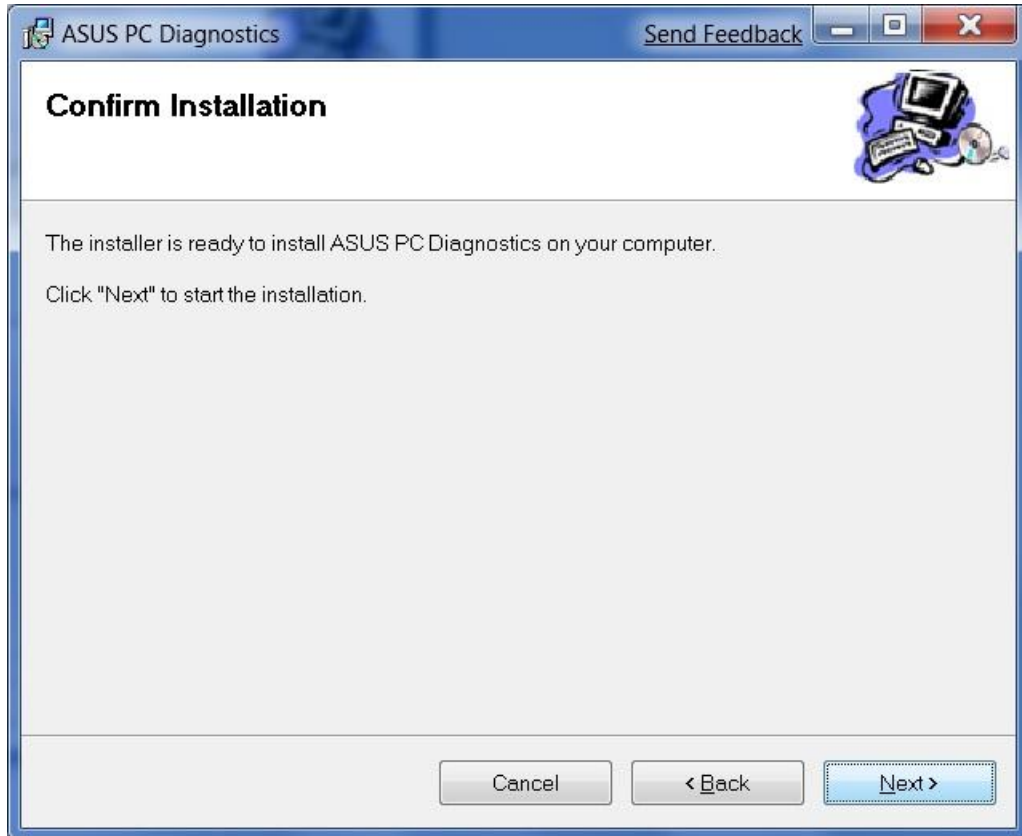 ASUS PC Diagnostics Send Feedback
Confirm Installation
The installer is ready to install ASUS PC Diagnostics on your computer.
Click "Next" to start the installation.
Cancel < Back Next >